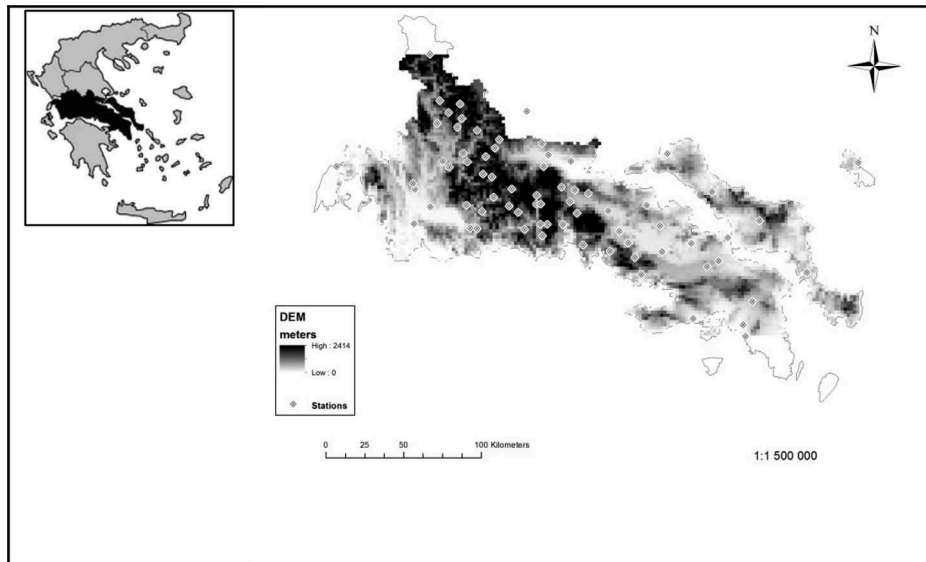 N
DEM
meters
High : 2414
Low : 0
Stations
0 25 50 100 Kilometers
1:1 500 000